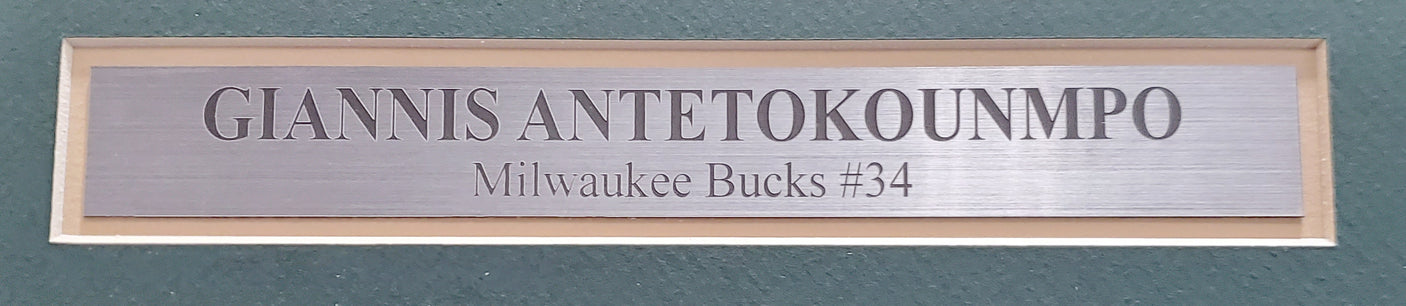 GIANNIS ANTETOKOUNMPO
Milwaukee Bucks #34